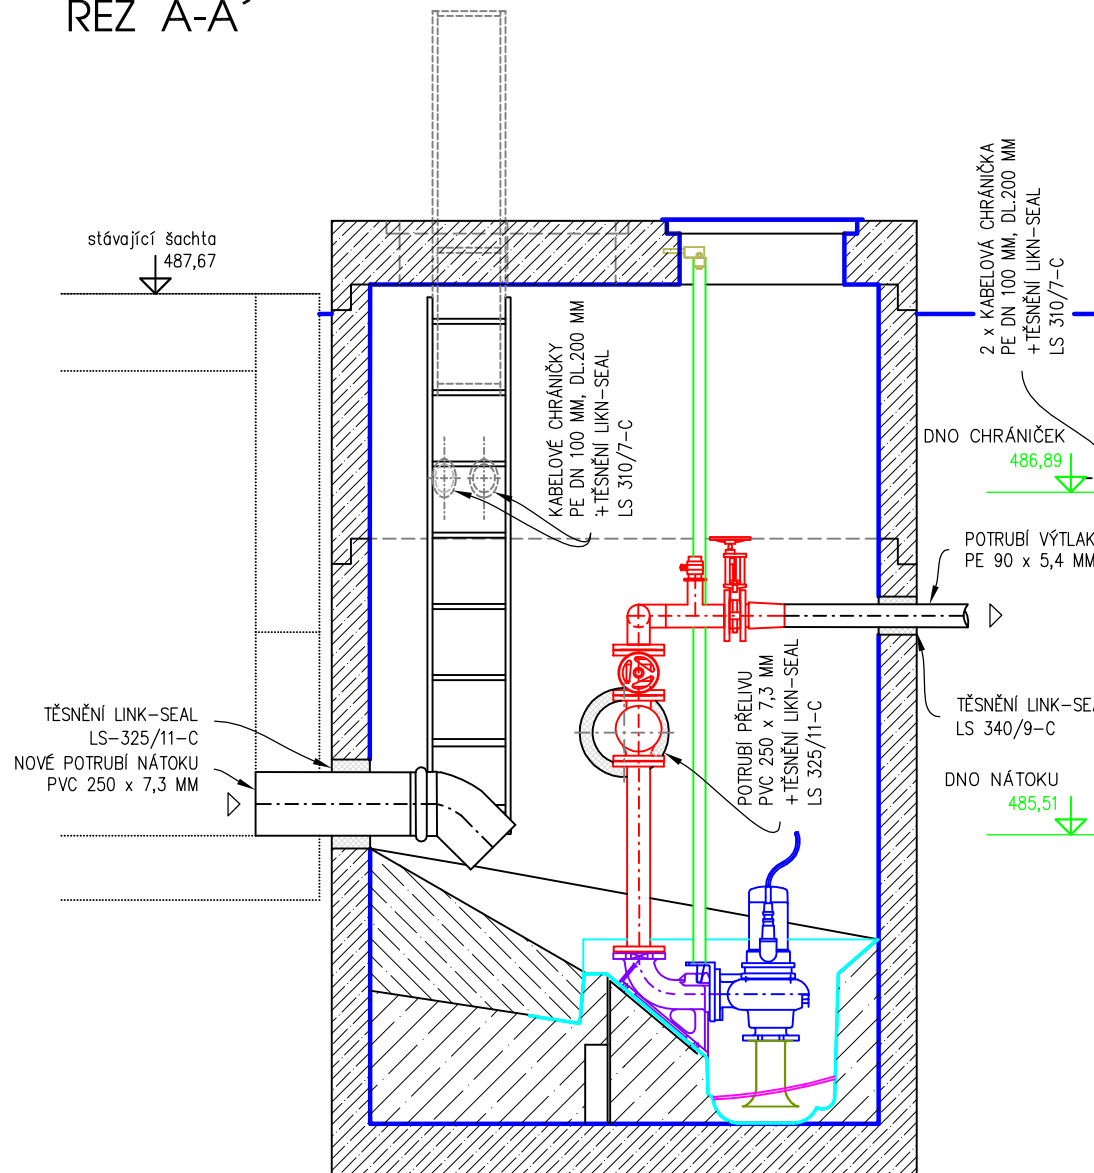 ŘEZ A-A´
stávající šachta
487,67
2 x KABELOVÁ CHRÁNIČKA
PE DN 100 MM, DL.200 MM
+TĚSNĚNÍ LIKN-SEAL
LS 310/7-C
KABELOVÉ CHRÁNIČKY
PE DN 100 MM, DL.200 MM
+TĚSNĚNÍ LIKN-SEAL
LS 310/7-C
DNO CHRÁNIČEK
486,89
POTRUBÍ VÝTLAK
PE 90 x 5,4 MM
TĚSNĚNÍ LINK-SEAL
LS-325/11-C
NOVÉ POTRUBÍ NÁTOKU
PVC 250 x 7,3 MM
POTRUBÍ PŘELIVU
PVC 250 x 7,3 MM
+TĚSNĚNÍ LIKN-SEAL
LS 325/11-C
TĚSNĚNÍ LINK-SEA
LS 340/9-C
DNO NÁTOKU
485,51